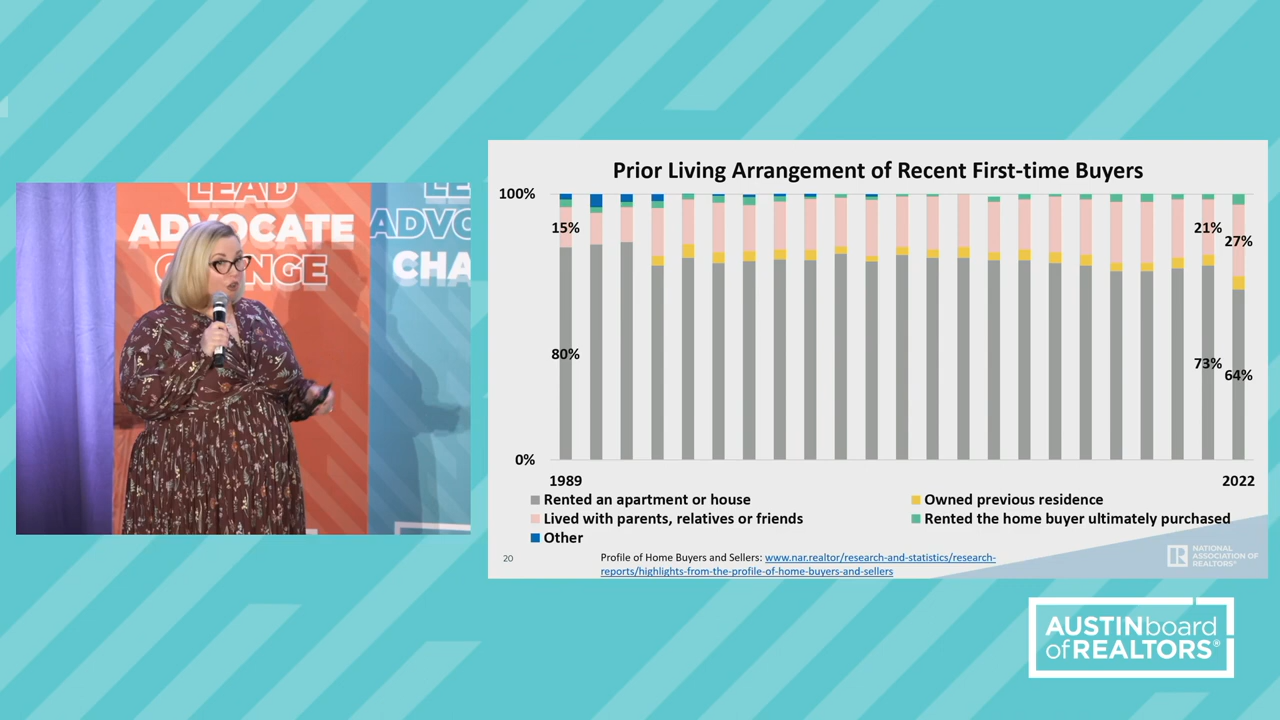 LEAD
ADVOCATE
CHANGE
LE
ADVO
CHA
Prior Living Arrangement of Recent First-time Buyers
100%
15%
21%
27%
80%
73%
64%
0%
1989
2022
Rented an apartment or house
Owned previous residence
Lived with parents, relatives or friends
Rented the home buyer ultimately purchased
Other
20
Profile of Home Buyers and Sellers: www.nar.realtor/research-and-statistics/research-
reports/highlights-from-the-profile-of-home-buyers-and-sellers
NATIONAL
ASSOCIATION OF
REALTORS®
AUSTINboard
ofREALTORS®